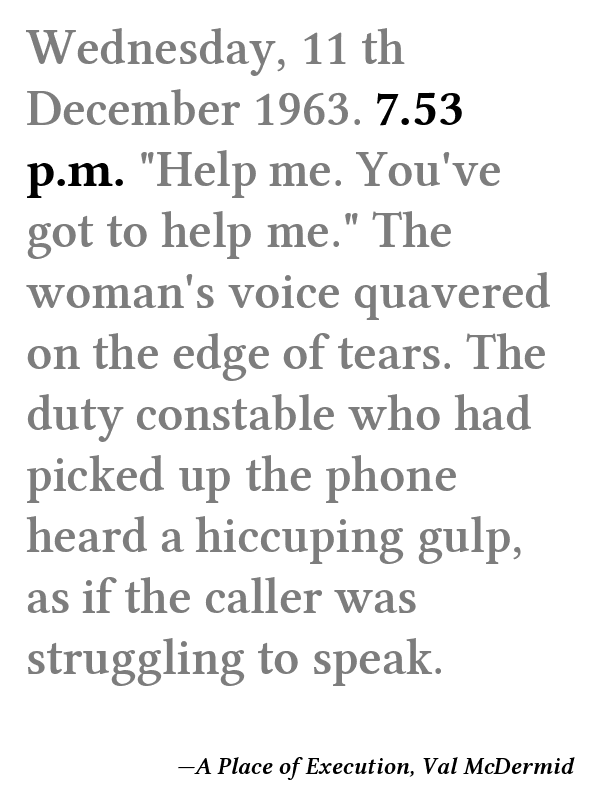 Wednesday, 11 th
December 1963. 7.53
p.m. "Help me. You've
got to help me." The
woman's voice quavered
on the edge of tears. The
duty constable who had
picked up the phone
heard a hiccuping gulp,
as if the caller was
struggling to speak.
—A Place of Execution, Val McDermid